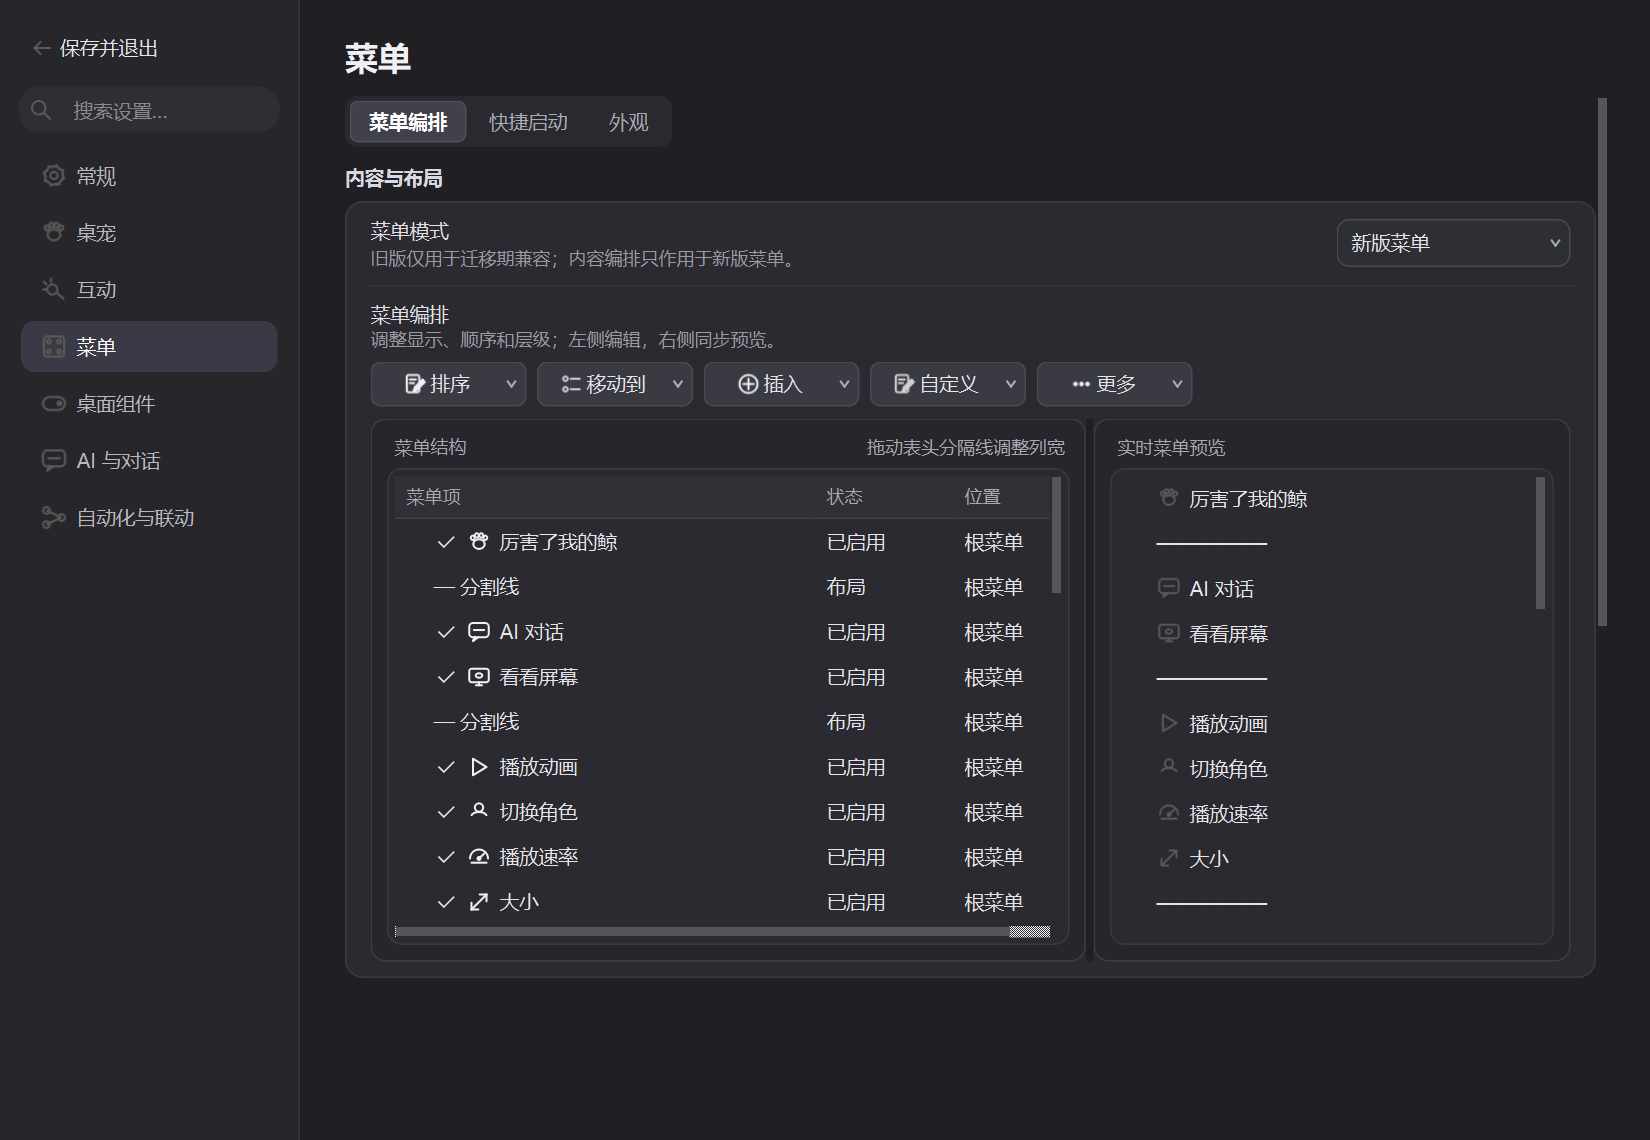 保存并退出
搜索设置...
常规
桌宠
互动
菜单
桌面组件
AI 与对话
自动化与联动
菜单
菜单编排 快捷启动 外观
内容与布局
菜单模式
旧版仅用于迁移期兼容；内容编排只作用于新版菜单。
新版菜单
菜单编排
调整显示、顺序和层级；左侧编辑，右侧同步预览。
排序 移动到 插入 自定义 更多
菜单结构 拖动表头分隔线调整列宽
菜单项 状态 位置
厉害了我的鲸 已启用 根菜单
— 分割线 布局 根菜单
AI 对话 已启用 根菜单
看看屏幕 已启用 根菜单
— 分割线 布局 根菜单
播放动画 已启用 根菜单
切换角色 已启用 根菜单
播放速率 已启用 根菜单
大小 已启用 根菜单
实时菜单预览
厉害了我的鲸
AI 对话
看看屏幕
播放动画
切换角色
播放速率
大小